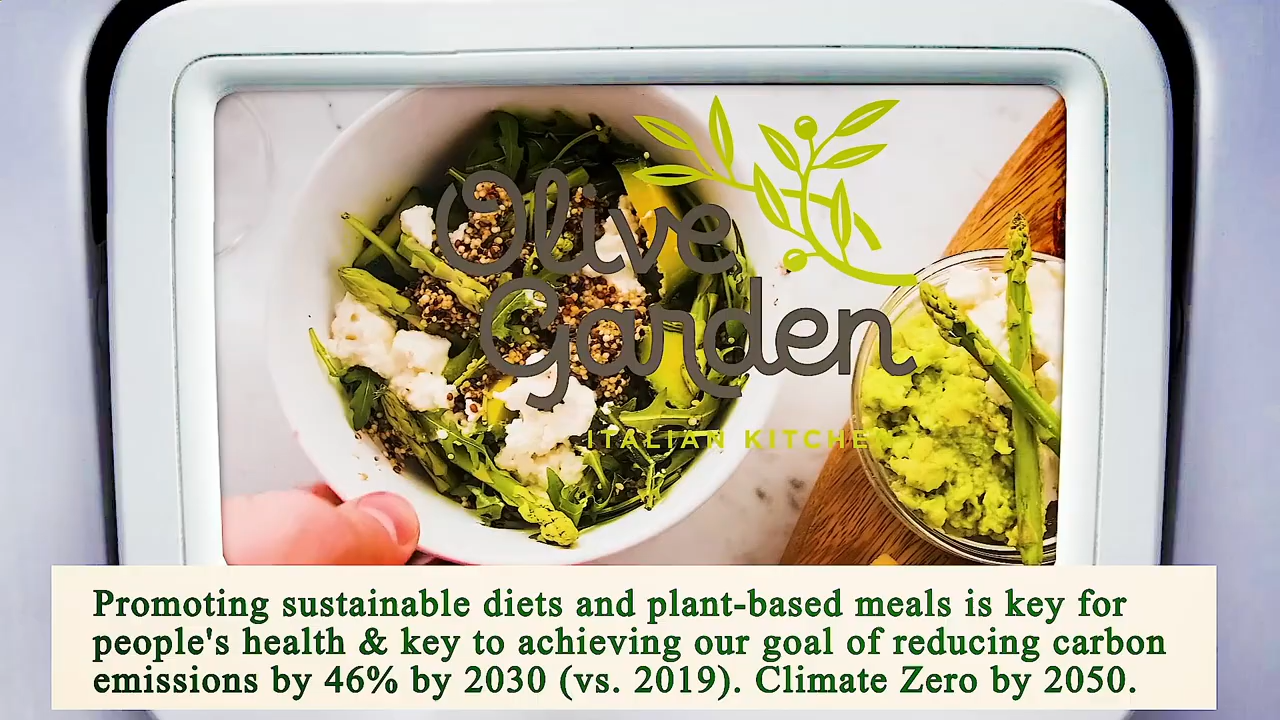 Olive
Garden
ITALIAN KITCHEN
Promoting sustainable diets and plant-based meals is key for
people's health & key to achieving our goal of reducing carbon
emissions by 46% by 2030 (vs. 2019). Climate Zero by 2050.